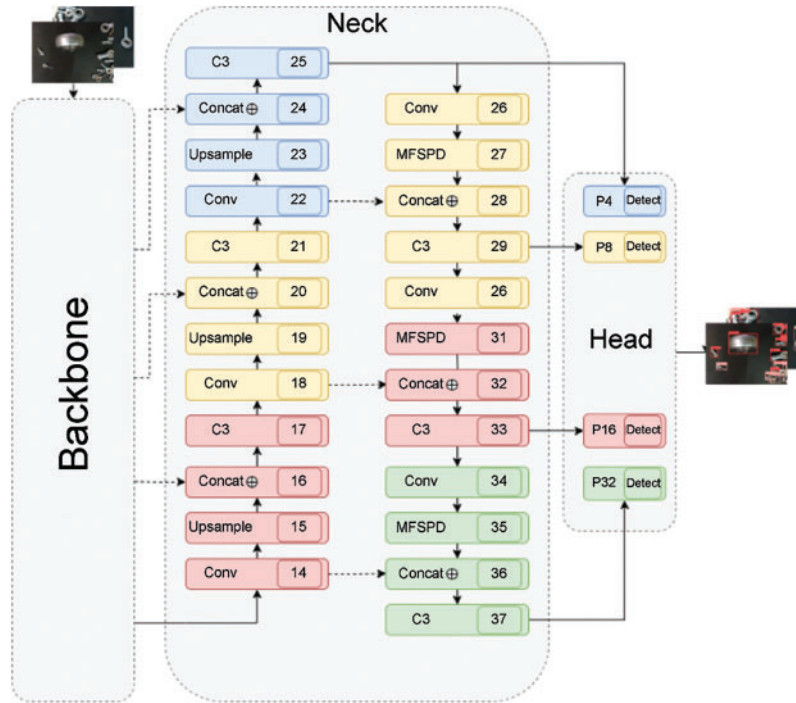 Neck
Backbone
C3 25
Concat⊕ 24
Upsample 23
Conv 22
C3 21
Concat⊕ 20
Upsample 19
Conv 18
C3 17
Concat⊕ 16
Upsample 15
Conv 14
Conv 26
MFSPD 27
Concat⊕ 28
C3 29
Conv 26
MFSPD 31
Concat⊕ 32
C3 33
Conv 34
MFSPD 35
Concat⊕ 36
C3 37
P4 Detect
P8 Detect
Head
P16 Detect
P32 Detect